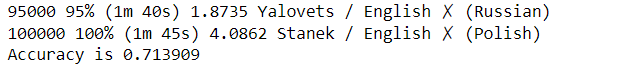 95000 95% (1m 40s) 1.8735 Yalovets / English ✗ (Russian)
100000 100% (1m 45s) 4.0862 Stanek / English ✗ (Polish)
Accuracy is 0.713909